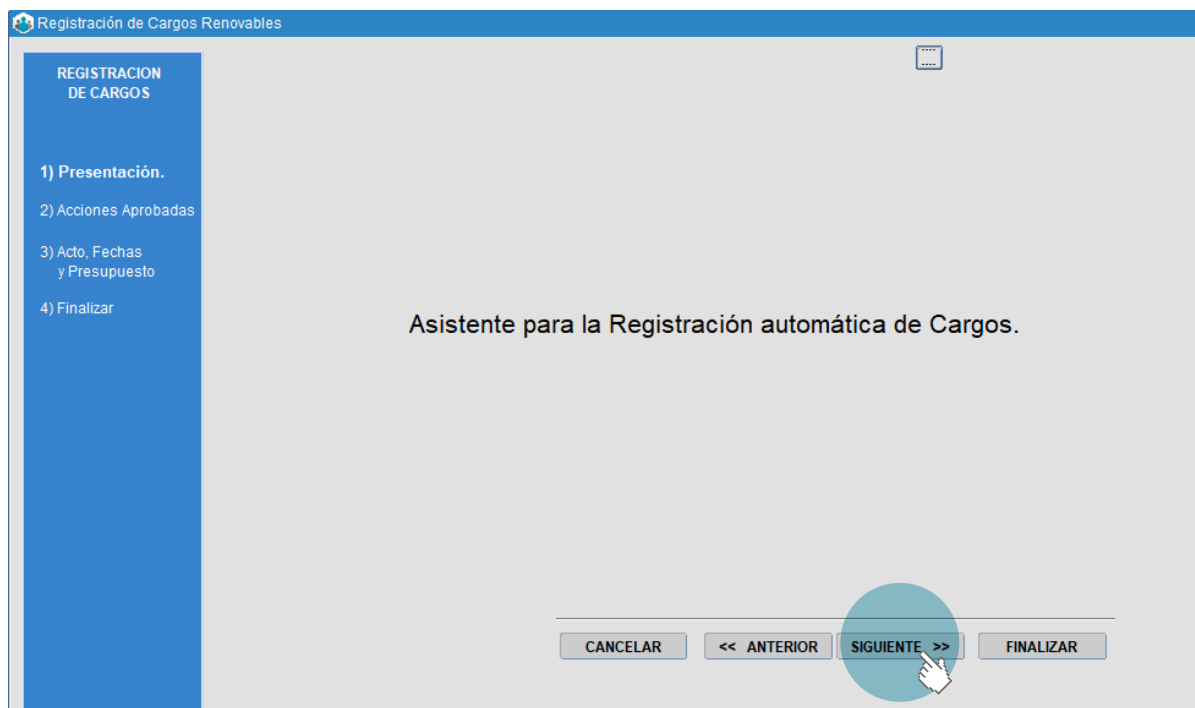 Registración de Cargos Renovables
REGISTRACION
DE CARGOS
1) Presentación.
2) Acciones Aprobadas
3) Acto, Fechas
y Presupuesto
4) Finalizar
Asistente para la Registración automática de Cargos.
CANCELAR
<< ANTERIOR
SIGUIENTE >>
FINALIZAR